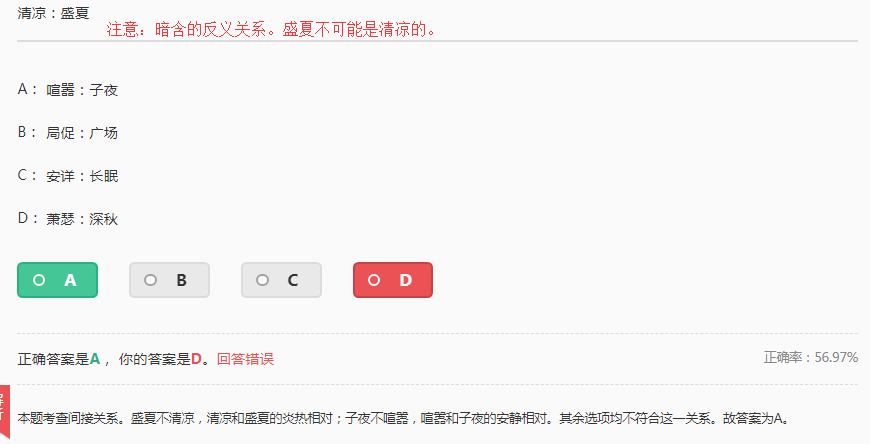 清凉：盛夏
注意：暗含的反义关系。盛夏不可能是清凉的。
A： 喧嚣：子夜
B： 局促：广场
C： 安详：长眠
D： 萧瑟：深秋
A B C D
正确答案是A， 你的答案是D。回答错误 正确率：56.97%
本题考查间接关系。盛夏不清凉，清凉和盛夏的炎热相对；子夜不喧嚣，喧嚣和子夜的安静相对。其余选项均不符合这一关系。故答案为A。